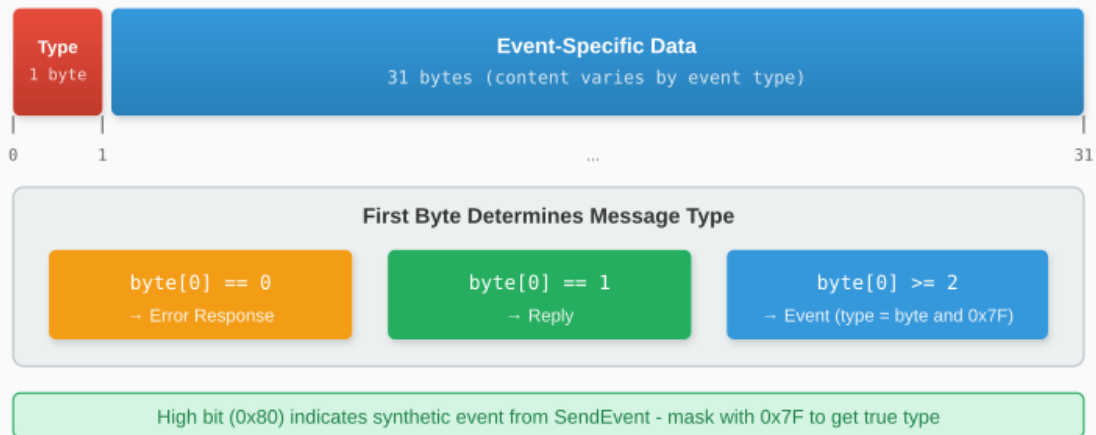 Type
1 byte
Event-Specific Data
31 bytes (content varies by event type)
0 1 ... 31
First Byte Determines Message Type
byte[0] == 0
→ Error Response
byte[0] == 1
→ Reply
byte[0] >= 2
→ Event (type = byte and 0x7F)
High bit (0x80) indicates synthetic event from SendEvent - mask with 0x7F to get true type